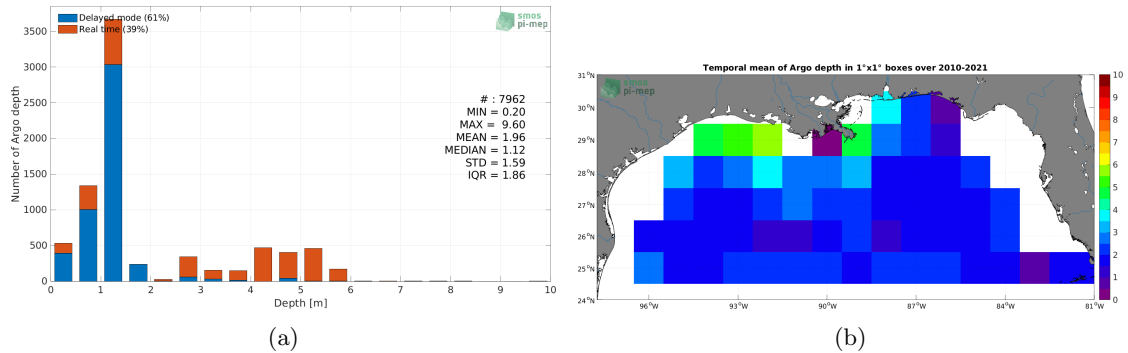 Delayed mode (61%)
Real time (39%)
smos
pi-mep
3500
3000
2500
2000
1500
1000
500
0
Number of Argo depth
# : 7962
MIN = 0.20
MAX = 9.60
MEAN = 1.96
MEDIAN = 1.12
STD = 1.59
IQR = 1.86
0 1 2 3 4 5 6 7 8 9 10
Depth [m]
(a)
Temporal mean of Argo depth in 1°x1° boxes over 2010-2021
smos
pi-mep
31°N
30°N
29°N
28°N
27°N
26°N
25°N
24°N
96°W 93°W 90°W 87°W 84°W 81°W
10
9
8
7
6
5
4
3
2
1
0
(b)